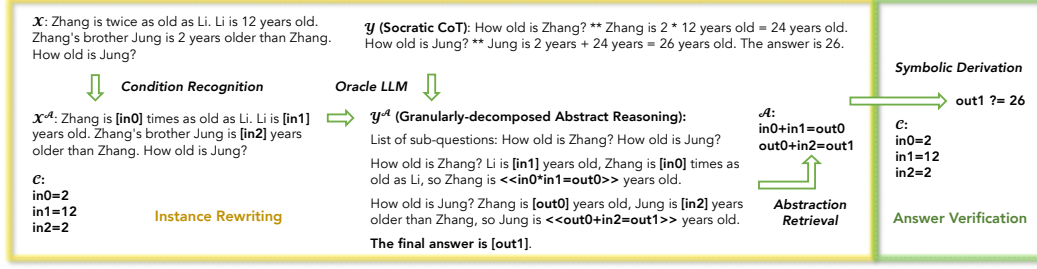 𝒳: Zhang is twice as old as Li. Li is 12 years old.
Zhang's brother Jung is 2 years older than Zhang.
How old is Jung?
𝒴 (Socratic CoT): How old is Zhang? ** Zhang is 2 * 12 years old = 24 years old.
How old is Jung? ** Jung is 2 years + 24 years = 26 years old. The answer is 26.
Condition Recognition
Oracle LLM
𝒳^𝒜: Zhang is [in0] times as old as Li. Li is [in1]
years old. Zhang's brother Jung is [in2] years
older than Zhang. How old is Jung?
𝒞:
in0=2
in1=12
in2=2
Instance Rewriting
𝒴^𝒜 (Granularly-decomposed Abstract Reasoning):
List of sub-questions: How old is Zhang? How old is Jung?
How old is Zhang? Li is [in1] years old, Zhang is [in0] times as
old as Li, so Zhang is <<in0*in1=out0>> years old.
How old is Jung? Zhang is [out0] years old, Jung is [in2] years
older than Zhang, so Jung is <<out0+in2=out1>> years old.
The final answer is [out1].
𝒜:
in0+in1=out0
out0+in2=out1
Abstraction
Retrieval
Symbolic Derivation
out1 ?= 26
𝒞:
in0=2
in1=12
in2=2
Answer Verification